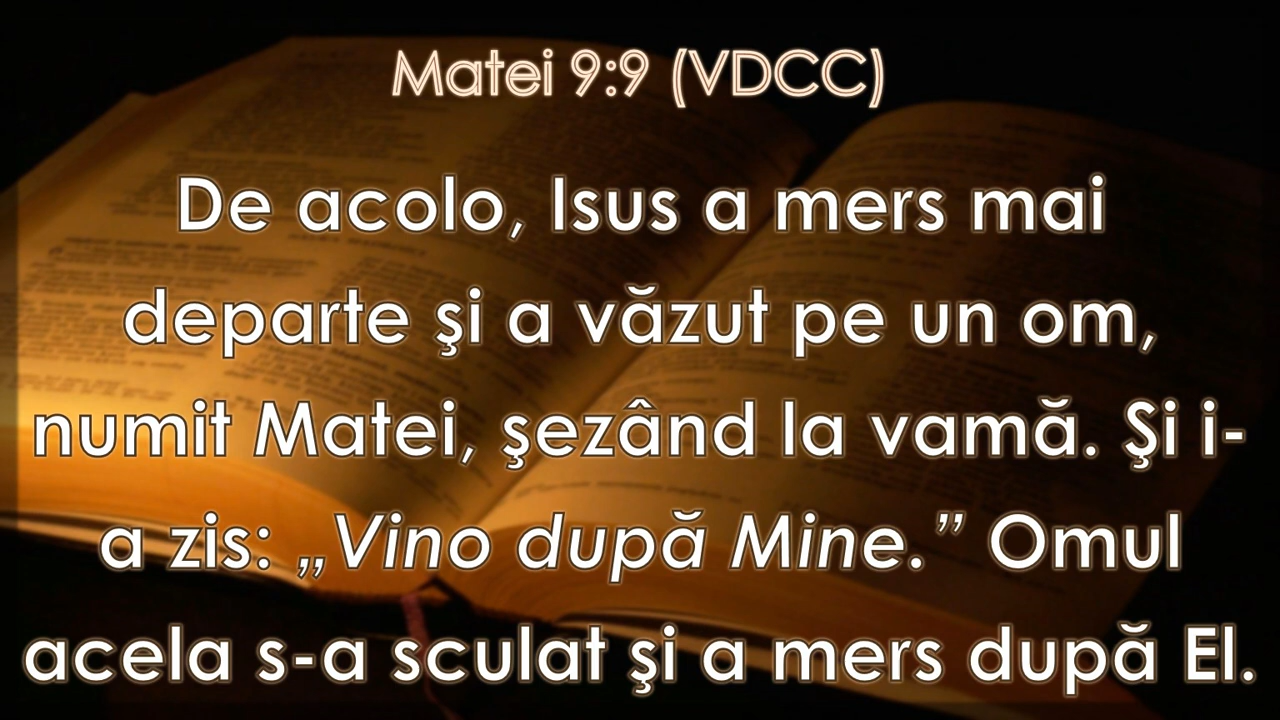 Matei 9:9 (VDCC)
De acolo, Isus a mers mai
departe şi a văzut pe un om,
numit Matei, şezând la vamă. Şi i-
a zis: „Vino după Mine.” Omul
acela s-a sculat şi a mers după El.